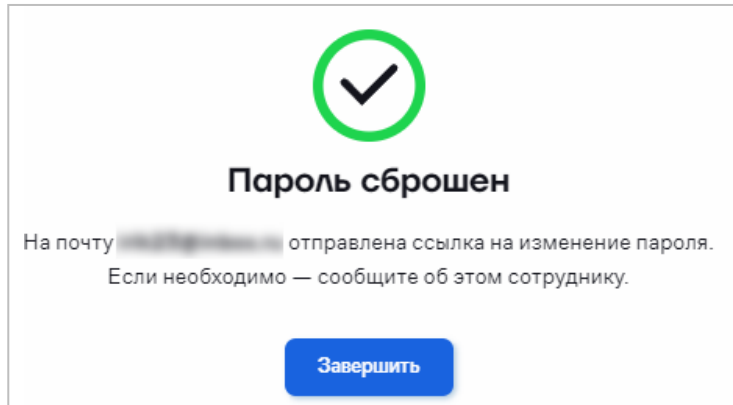 Пароль сброшен
На почту отправлена ссылка на изменение пароля.
Если необходимо — сообщите об этом сотруднику.
Завершить